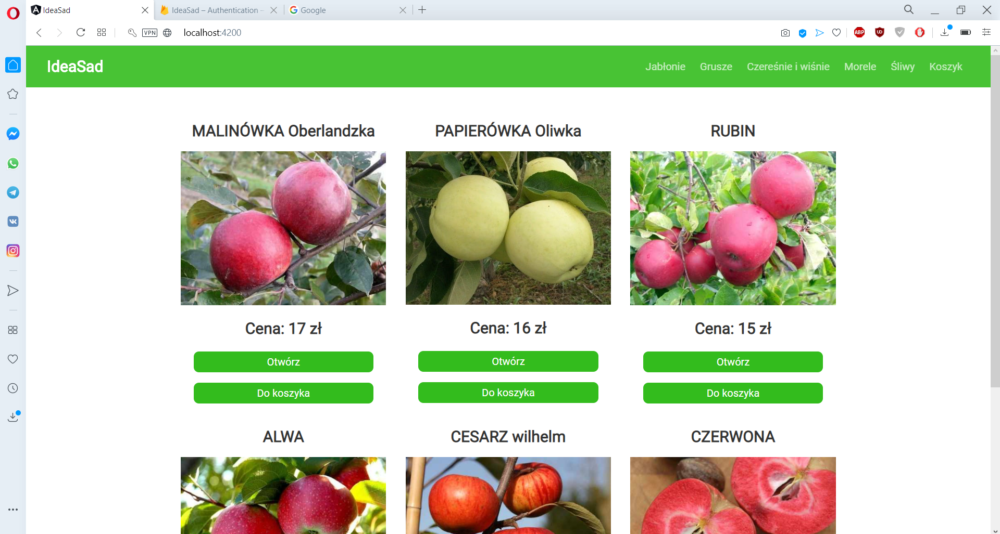 IdeaSad
IdeaSad – Authentication –
Google
VPN
localhost:4200
ABP
IdeaSad
Jabłonie Grusze Czereśnie i wiśnie Morele Śliwy Koszyk
MALINÓWKA Oberlandzka
PAPIERÓWKA Oliwka
RUBIN
Cena: 17 zł
Cena: 16 zł
Cena: 15 zł
Otwórz
Otwórz
Otwórz
Do koszyka
Do koszyka
Do koszyka
ALWA
CESARZ wilhelm
CZERWONA